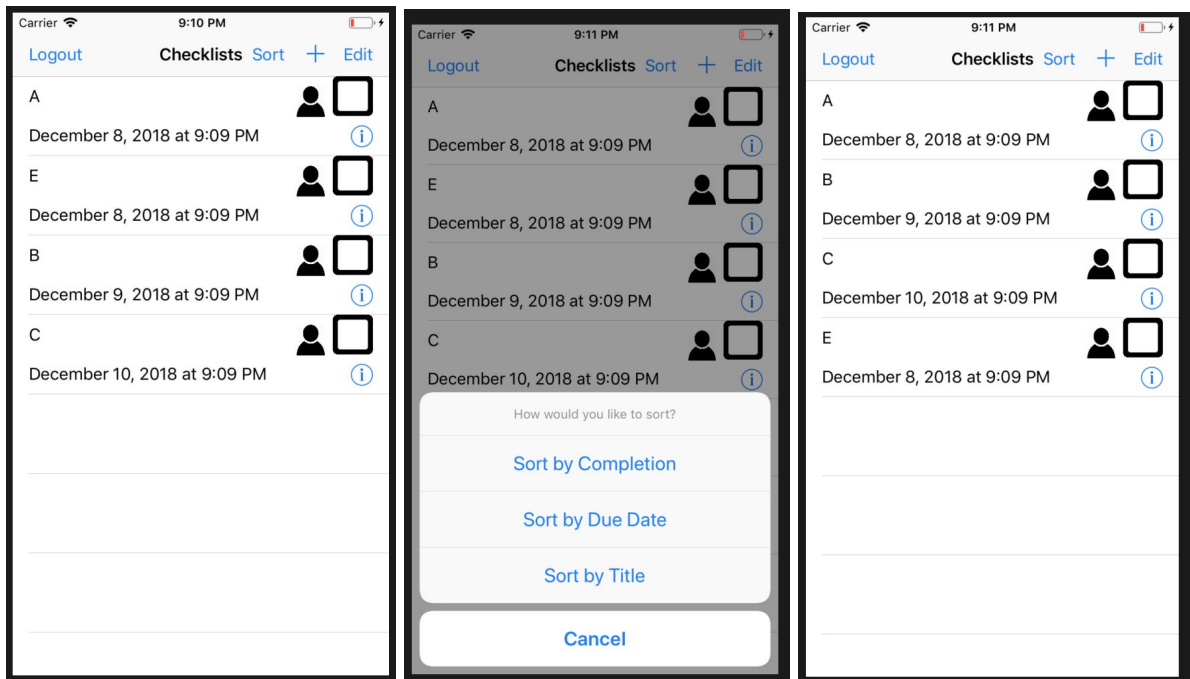 Carrier 9:10 PM
Logout Checklists Sort + Edit
A
December 8, 2018 at 9:09 PM
E
December 8, 2018 at 9:09 PM
B
December 9, 2018 at 9:09 PM
C
December 10, 2018 at 9:09 PM
Carrier 9:11 PM
Logout Checklists Sort + Edit
A
December 8, 2018 at 9:09 PM
E
December 8, 2018 at 9:09 PM
B
December 9, 2018 at 9:09 PM
C
December 10, 2018 at 9:09 PM
How would you like to sort?
Sort by Completion
Sort by Due Date
Sort by Title
Cancel
Carrier 9:11 PM
Logout Checklists Sort + Edit
A
December 8, 2018 at 9:09 PM
B
December 9, 2018 at 9:09 PM
C
December 10, 2018 at 9:09 PM
E
December 8, 2018 at 9:09 PM